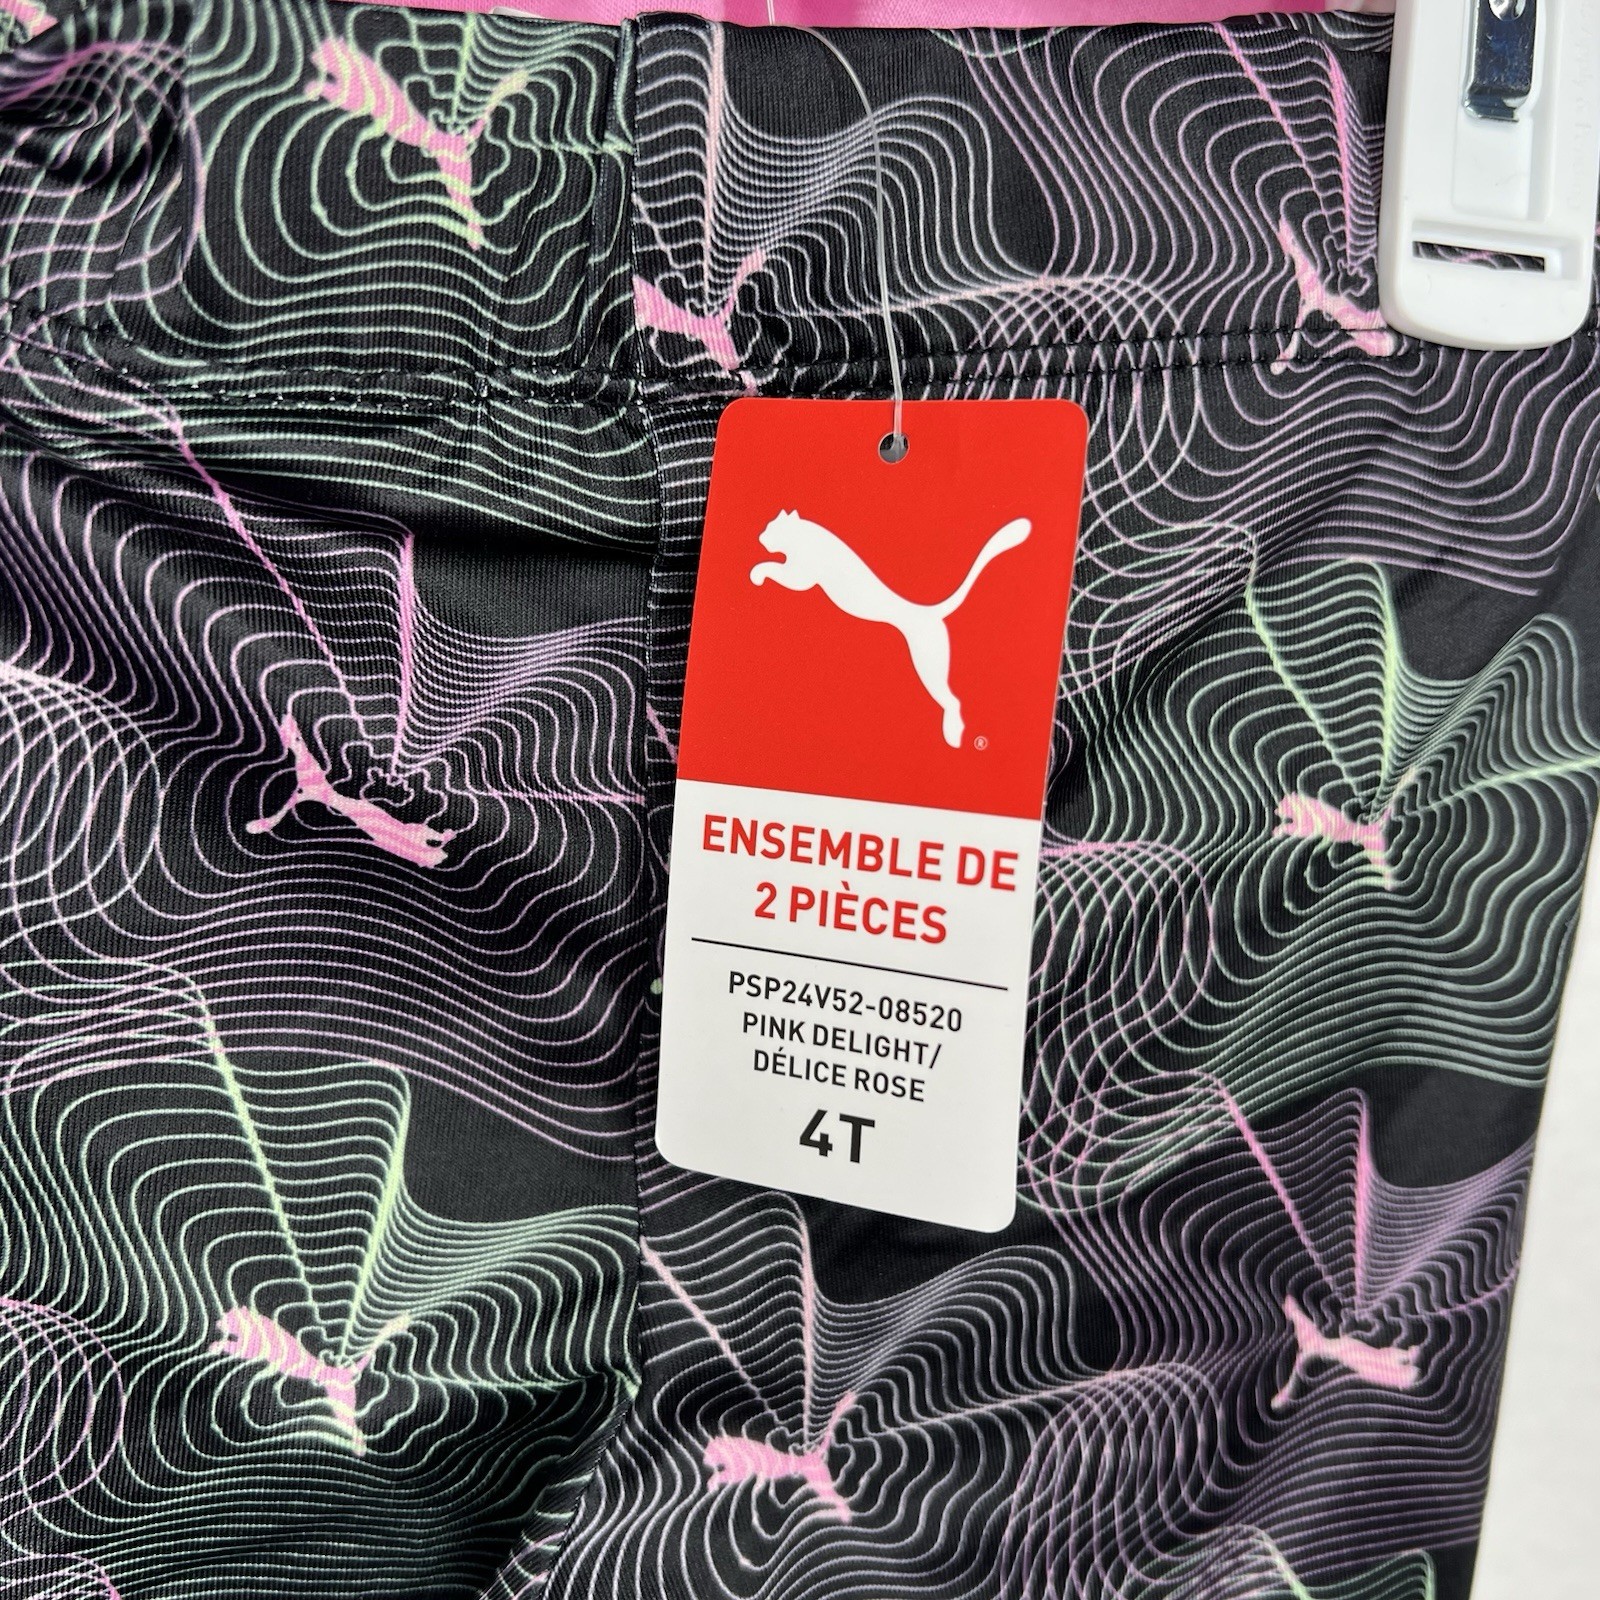 ®
ENSEMBLE DE
2 PIÈCES
PSP24V52-08520
PINK DELIGHT/
DÉLICE ROSE
4T